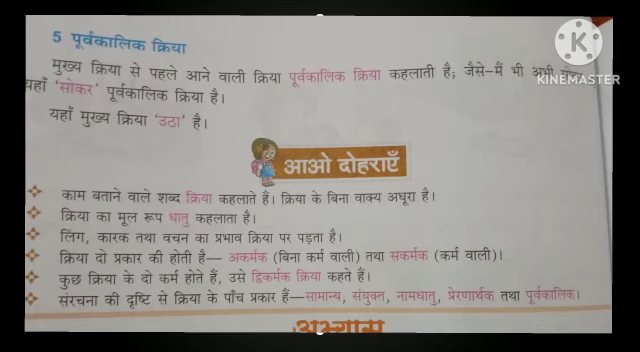 5 पूर्वकालिक क्रिया
मुख्य क्रिया से पहले आने वाली क्रिया पूर्वकालिक क्रिया कहलाती है; जैसे—मैं भी अभी
यहाँ 'सोकर' पूर्वकालिक क्रिया है।
KINEMASTER
यहाँ मुख्य क्रिया 'उठा' है।
आओ दोहराएँ
काम बताने वाले शब्द क्रिया कहलाते हैं। क्रिया के बिना वाक्य अधूरा है।
क्रिया का मूल रूप धातु कहलाता है।
लिंग, कारक तथा वचन का प्रभाव क्रिया पर पड़ता है।
क्रिया दो प्रकार की होती है— अकर्मक (बिना कर्म वाली) तथा सकर्मक (कर्म वाली)।
कुछ क्रिया के दो कर्म होते हैं, उसे द्विकर्मक क्रिया कहते हैं।
संरचना की दृष्टि से क्रिया के पाँच प्रकार हैं—सामान्य, संयुक्त, नामधातु, प्रेरणार्थक तथा पूर्वकालिक।
अभ्यास